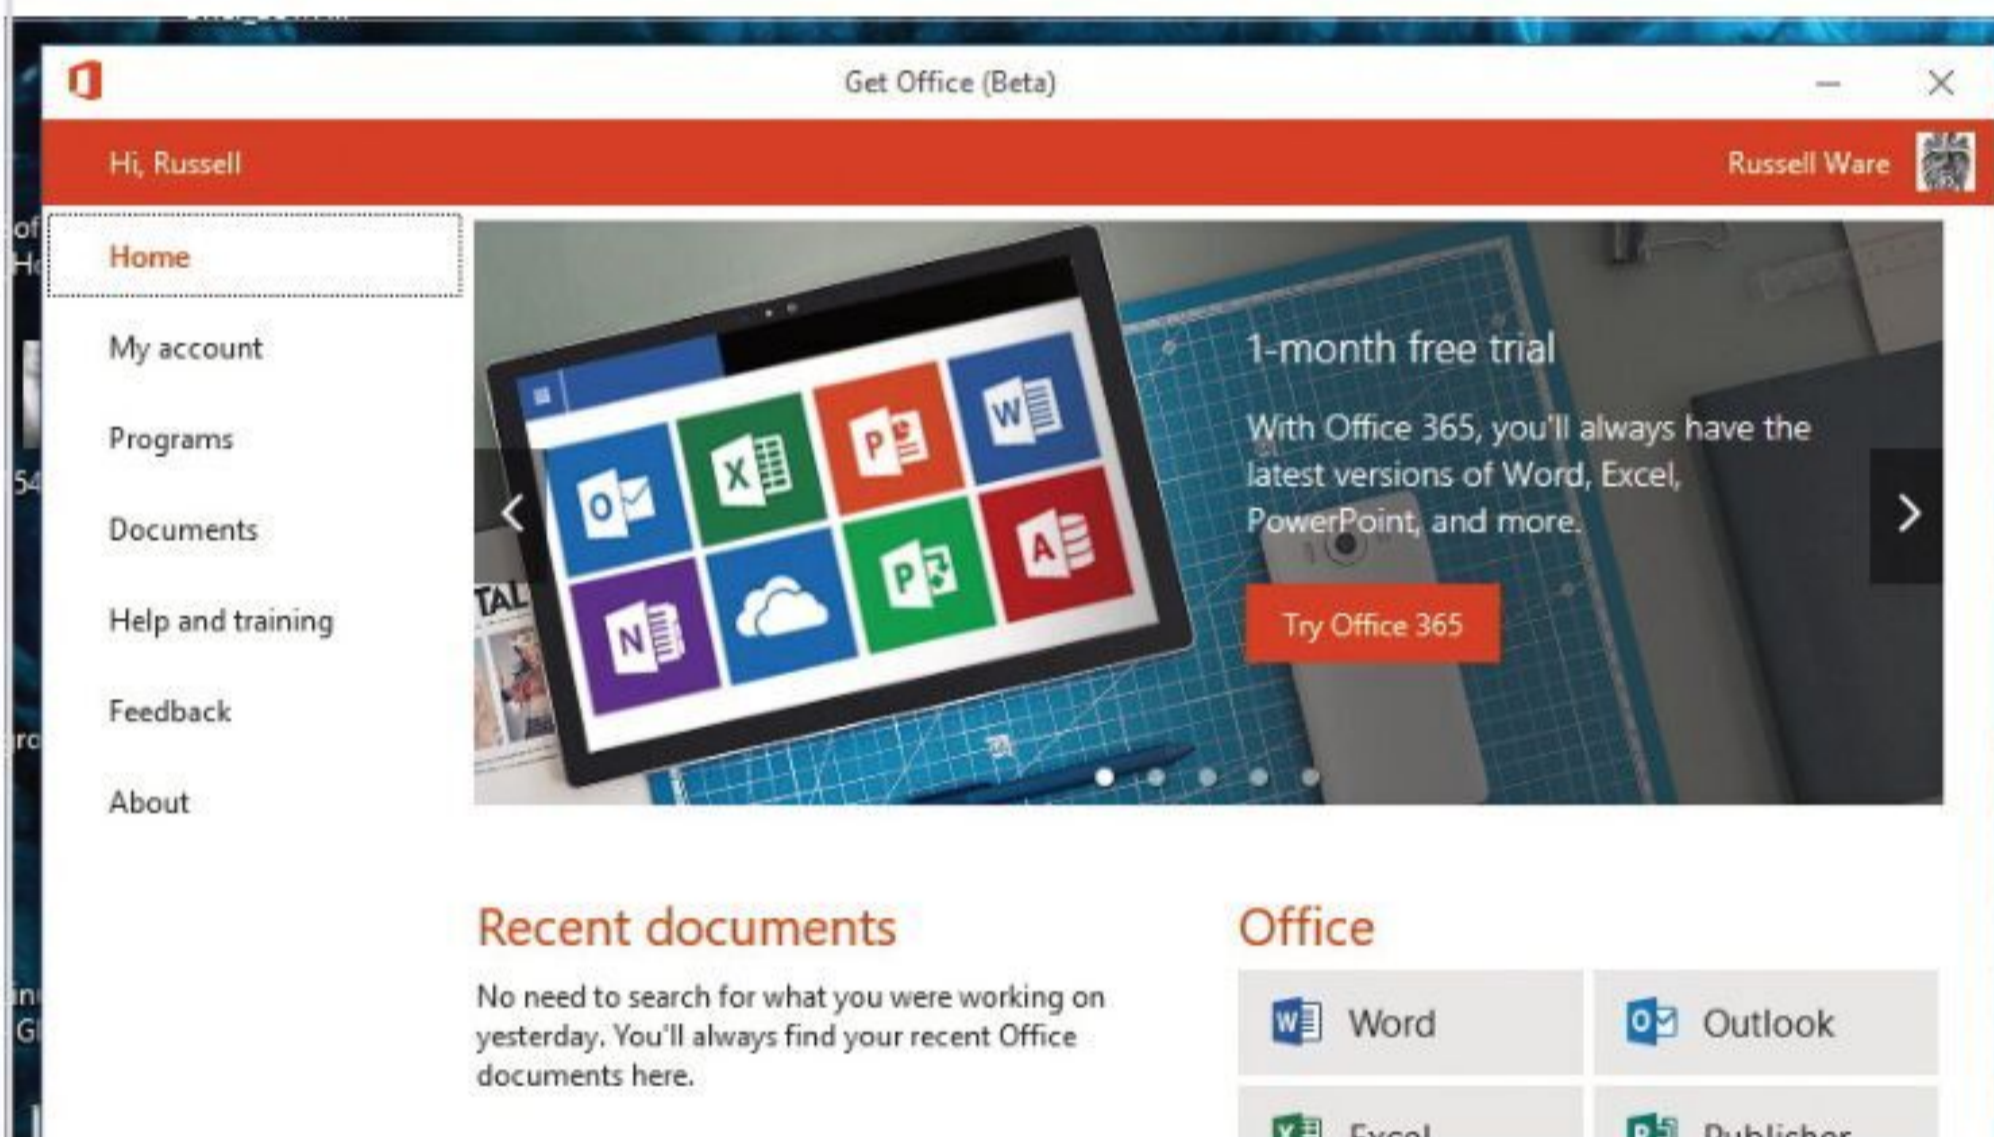 Get Office (Beta)
Hi, Russell
Russell Ware
Home
My account
Programs
Documents
Help and training
Feedback
About
1-month free trial
With Office 365, you'll always have the
latest versions of Word, Excel,
PowerPoint, and more.
Try Office 365
TAL
Recent documents
No need to search for what you were working on
yesterday. You'll always find your recent Office
documents here.
Office
Word
Outlook
Excel
Publisher